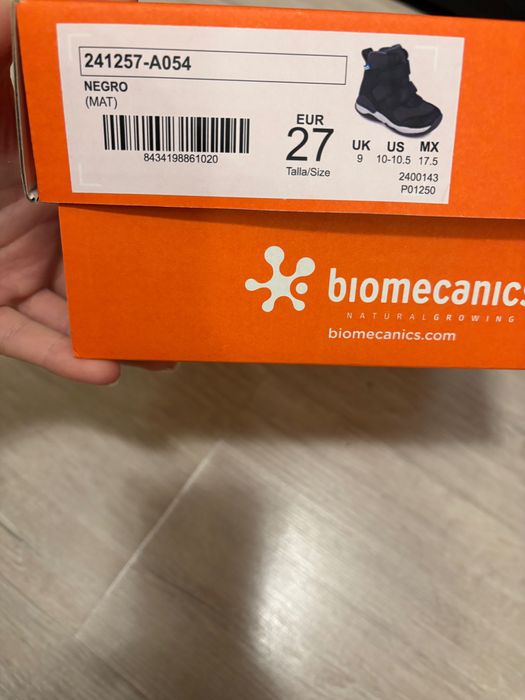 241257-A054
NEGRO
(MAT)
8434198861020
EUR
27
Talla/Size
UK US MX
9 10-10.5 17.5
2400143
P01250
biomecanics
NATURALGROWING
biomecanics.com